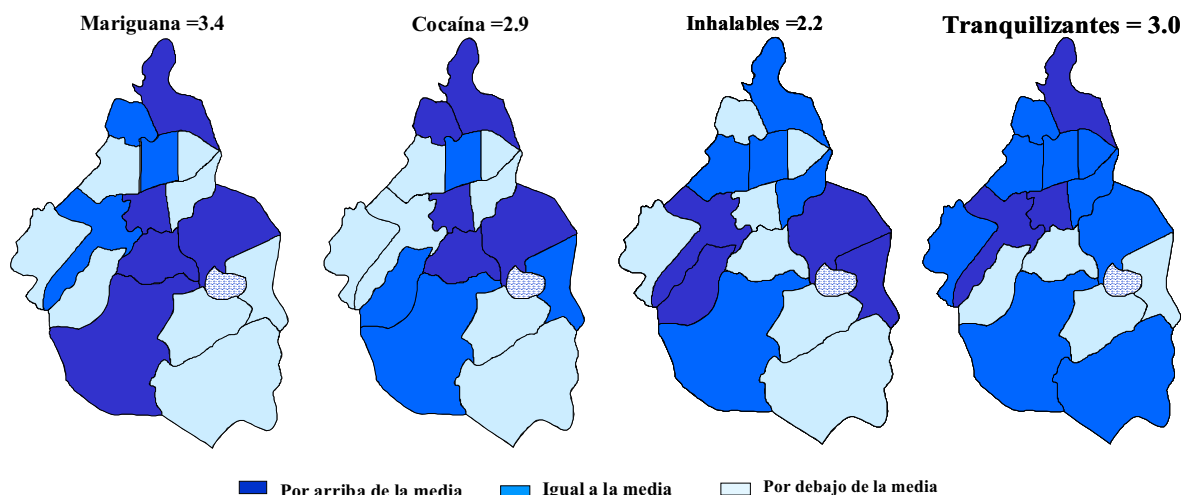 Mariguana =3.4
Cocaína =2.9
Inhalables =2.2
Tranquilizantes = 3.0
Por arriba de la media
Igual a la media
Por debajo de la media